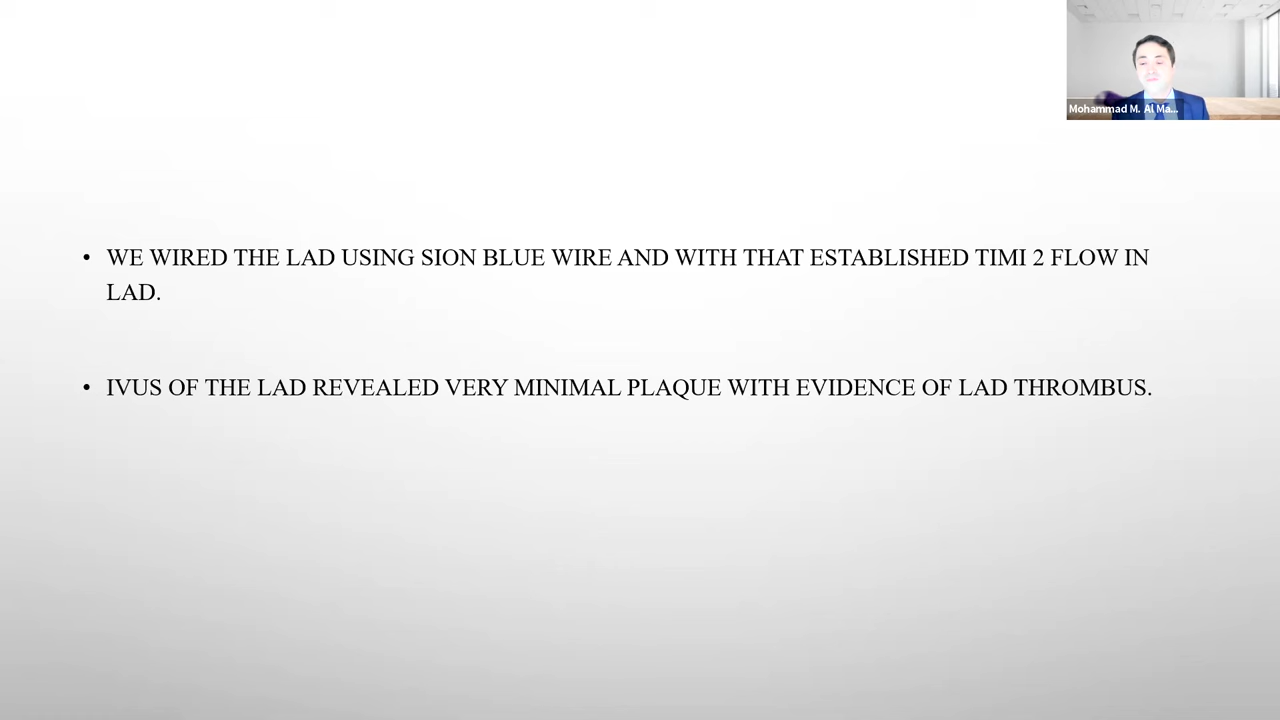 Mohammad M. Al Ma...
• WE WIRED THE LAD USING SION BLUE WIRE AND WITH THAT ESTABLISHED TIMI 2 FLOW IN
LAD.
• IVUS OF THE LAD REVEALED VERY MINIMAL PLAQUE WITH EVIDENCE OF LAD THROMBUS.